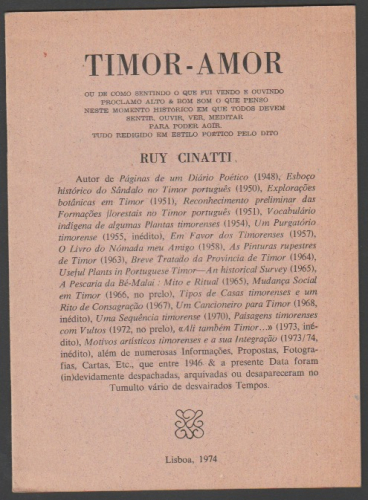 TIMOR-AMOR
OU DE COMO SENTINDO O QUE FUI VENDO E OUVINDO
PROCLAMO ALTO & BOM SOM O QUE PENSO
NESTE MOMENTO HISTORICO EM QUE TODOS DEVEM
SENTIR, OUVIR, VER, MEDITAR
PARA PODER AGIR.
TUDO REDIGIDO EM ESTILO POETICO PELO DITO
RUY CINATTI
Autor de Páginas de um Diário Poético (1948), Esboço
histórico do Sândalo no Timor português (1950), Explorações
botânicas em Timor (1951), Reconhecimento preliminar das
Formações florestais no Timor português (1951), Vocabulário
indígena de algumas Plantas timorenses (1954), Um Purgatório
timorense (1955, inédito), Em Favor dos Timorenses (1957),
O Livro do Nómada meu Amigo (1958), As Pinturas rupestres
de Timor (1963), Breve Tratado da Província de Timor (1964),
Useful Plants in Portuguese Timor—An historical Survey (1965),
A Pescaria da Bé-Malai: Mito e Ritual (1965), Mudança Social
em Timor (1966, no prelo), Tipos de Casas timorenses e um
Rito de Consagração (1967), Um Cancioneiro para Timor (1968,
inédito), Uma Sequência timorense (1970), Paisagens timorenses
com Vultos (1972, no prelo), «Ali também Timor...» (1973, iné-
dito), Motivos artísticos timorenses e a sua Integração (1973/74,
inédito), além de numerosas Informações, Propostas, Fotogra-
fias, Cartas, Etc., que entre 1946 & a presente Data foram
(in)devidamente despachadas, arquivadas ou desapareceram no
Tumulto vário de desvairados Tempos.
Lisboa, 1974